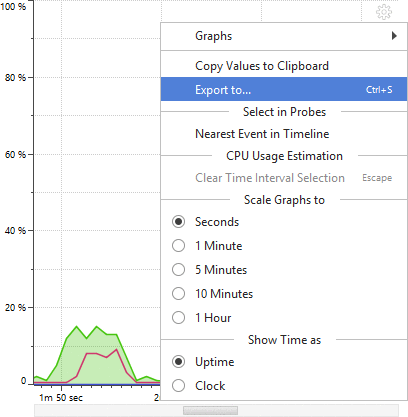 100 %
Graphs
Copy Values to Clipboard
80 %
Export to... Ctrl+S
Select in Probes
Nearest Event in Timeline
60 %
CPU Usage Estimation
Clear Time Interval Selection Escape
Scale Graphs to
Seconds
40 %
1 Minute
5 Minutes
10 Minutes
20 %
1 Hour
Show Time as
Uptime
0
Clock
1m 50 sec